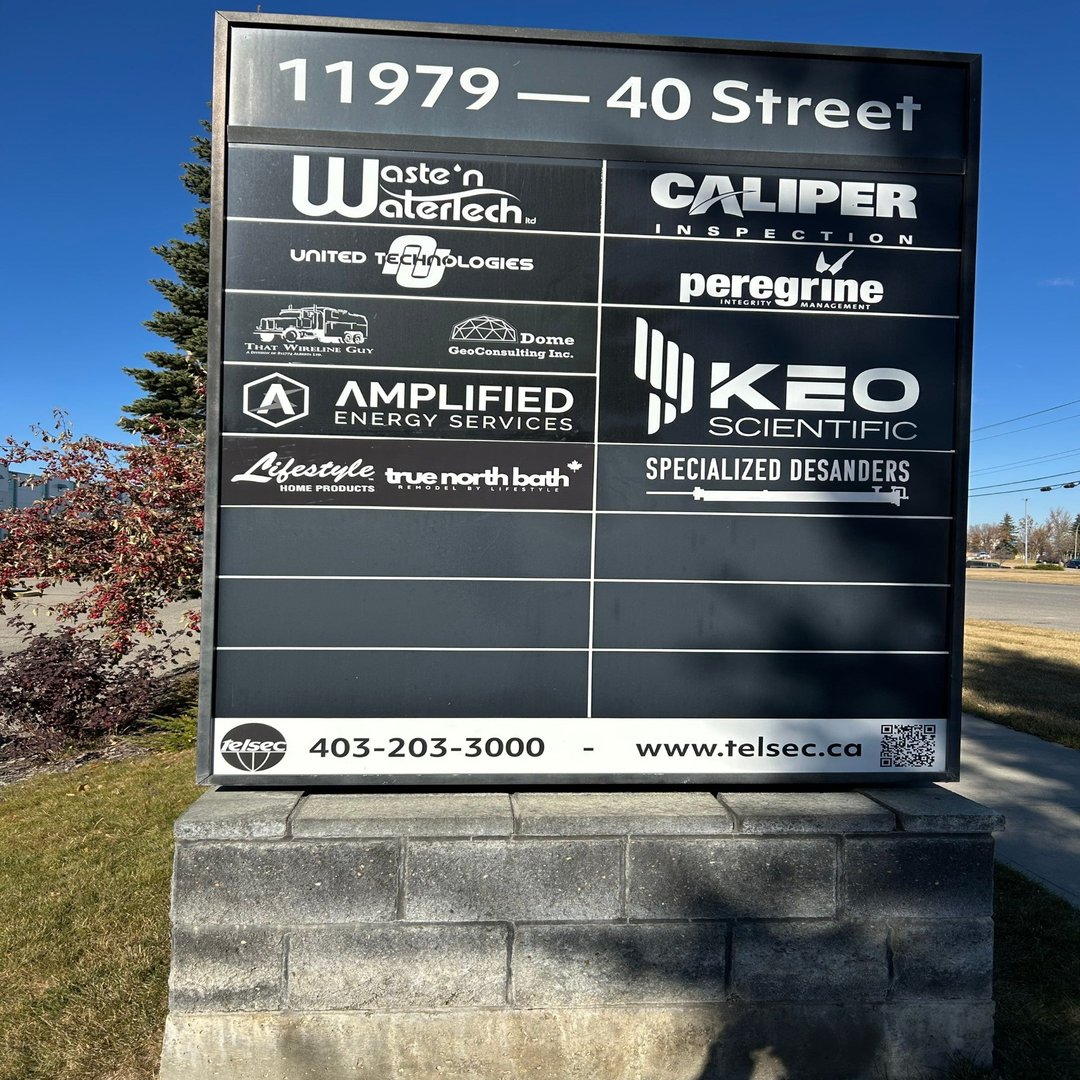 11979 — 40 Street
Waste'n
WaterTech ltd
UNITED TECHNOLOGIES
THAT WIRELINE GUY
Dome
GeoConsulting Inc.
AMPLIFIED
ENERGY SERVICES
Lifestyle
HOME PRODUCTS
true north bath
REMODEL BY LIFESTYLE
CALIPER
INSPECTION
peregrine
INTEGRITY MANAGEMENT
KEO
SCIENTIFIC
SPECIALIZED DESANDERS
telsec 403-203-3000 - www.telsec.ca